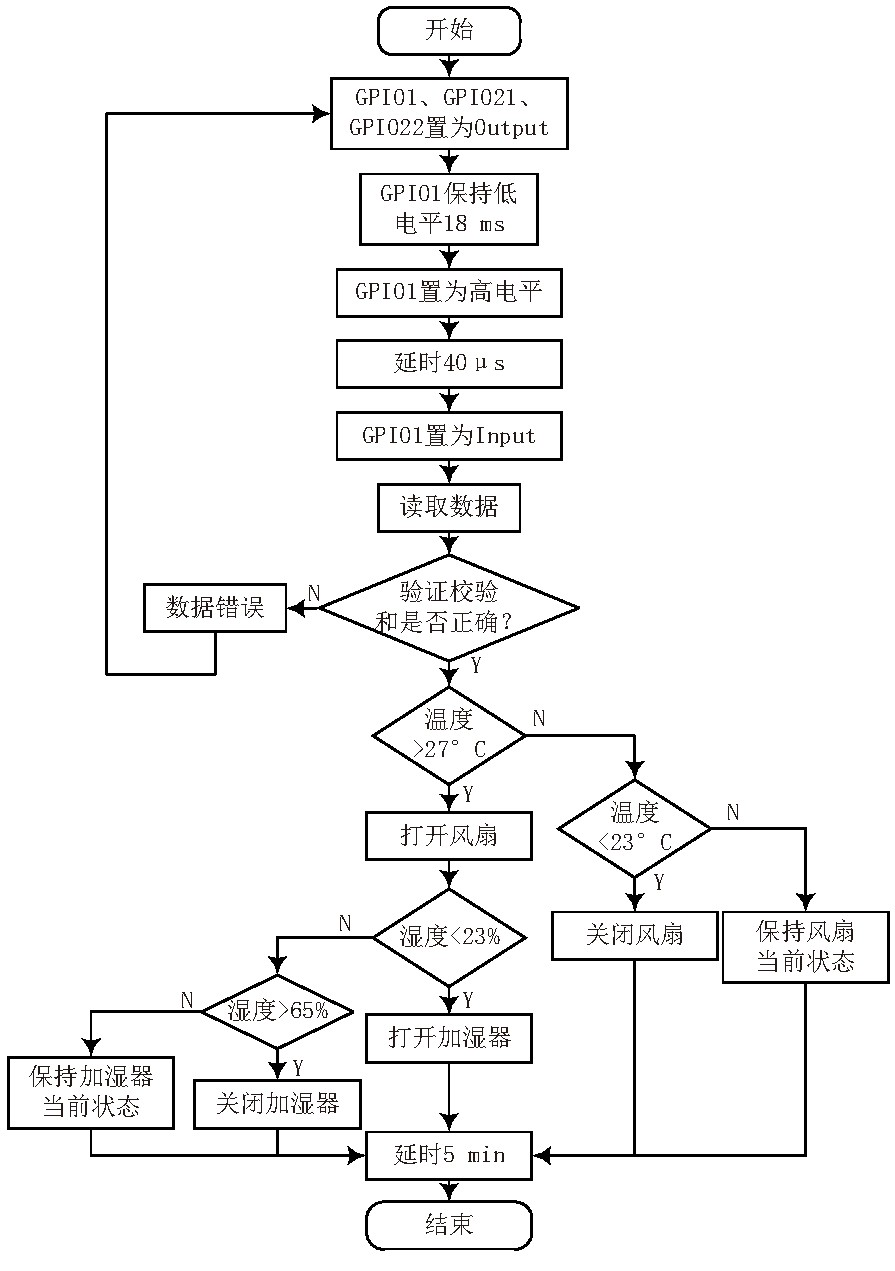 开始
GPIO1、GPIO21、
GPIO22置为Output
GPIO1保持低
电平18 ms
GPIO1置为高电平
延时40μs
GPIO1置为Input
读取数据
验证校验
和是否正确?
N
数据错误
Y
温度
>27°C
N
Y
打开风扇
温度
<23°C
N
Y
关闭风扇
保持风扇
当前状态
湿度<23%
N
Y
湿度>65%
N
Y
打开加湿器
保持加湿器
当前状态
关闭加湿器
延时5 min
结束